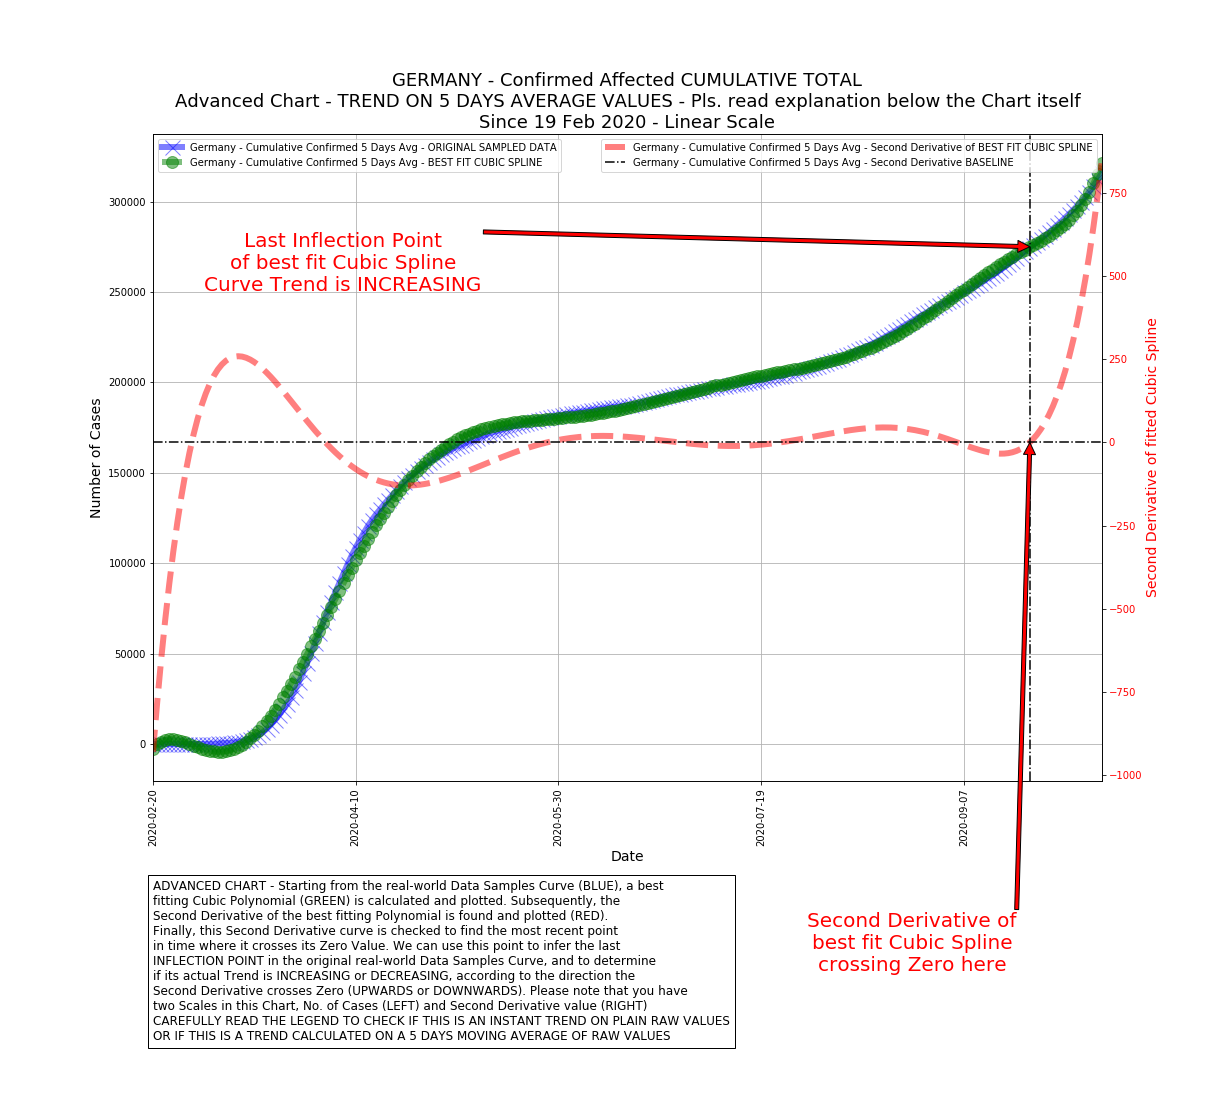 GERMANY - Confirmed Affected CUMULATIVE TOTAL
Advanced Chart - TREND ON 5 DAYS AVERAGE VALUES - Pls. read explanation below the Chart itself
Since 19 Feb 2020 - Linear Scale
Germany - Cumulative Confirmed 5 Days Avg - ORIGINAL SAMPLED DATA
Germany - Cumulative Confirmed 5 Days Avg - BEST FIT CUBIC SPLINE
Germany - Cumulative Confirmed 5 Days Avg - Second Derivative of BEST FIT CUBIC SPLINE
Germany - Cumulative Confirmed 5 Days Avg - Second Derivative BASELINE
Last Inflection Point
of best fit Cubic Spline
Curve Trend is INCREASING
Number of Cases
300000
250000
200000
150000
100000
50000
0
750
500
250
0
−250
−500
−750
−1000
Second Derivative of fitted Cubic Spline
2020-02-20
2020-04-10
2020-05-30
2020-07-19
2020-09-07
Date
ADVANCED CHART - Starting from the real-world Data Samples Curve (BLUE), a best
fitting Cubic Polynomial (GREEN) is calculated and plotted. Subsequently, the
Second Derivative of the best fitting Polynomial is found and plotted (RED).
Finally, this Second Derivative curve is checked to find the most recent point
in time where it crosses its Zero Value. We can use this point to infer the last
INFLECTION POINT in the original real-world Data Samples Curve, and to determine
if its actual Trend is INCREASING or DECREASING, according to the direction the
Second Derivative crosses Zero (UPWARDS or DOWNWARDS). Please note that you have
two Scales in this Chart, No. of Cases (LEFT) and Second Derivative value (RIGHT)
CAREFULLY READ THE LEGEND TO CHECK IF THIS IS AN INSTANT TREND ON PLAIN RAW VALUES
OR IF THIS IS A TREND CALCULATED ON A 5 DAYS MOVING AVERAGE OF RAW VALUES
Second Derivative of
best fit Cubic Spline
crossing Zero here